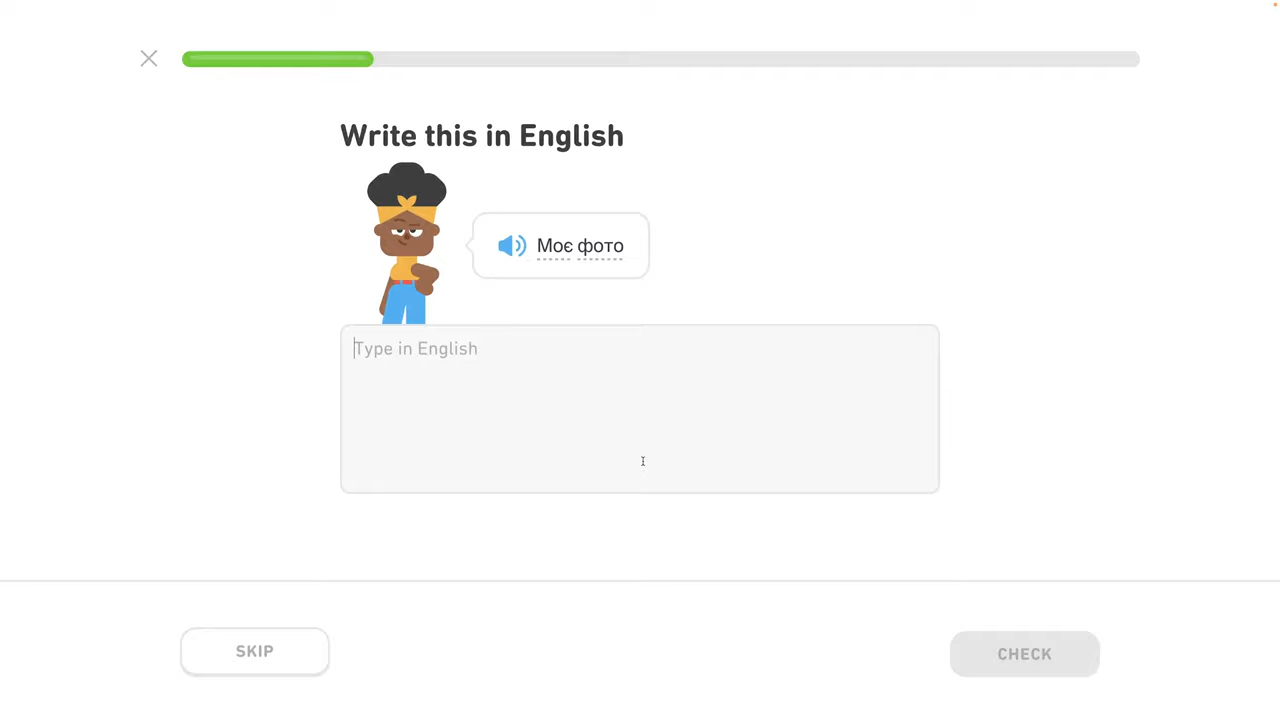 Write this in English
Моє фото
Type in English
SKIP
CHECK